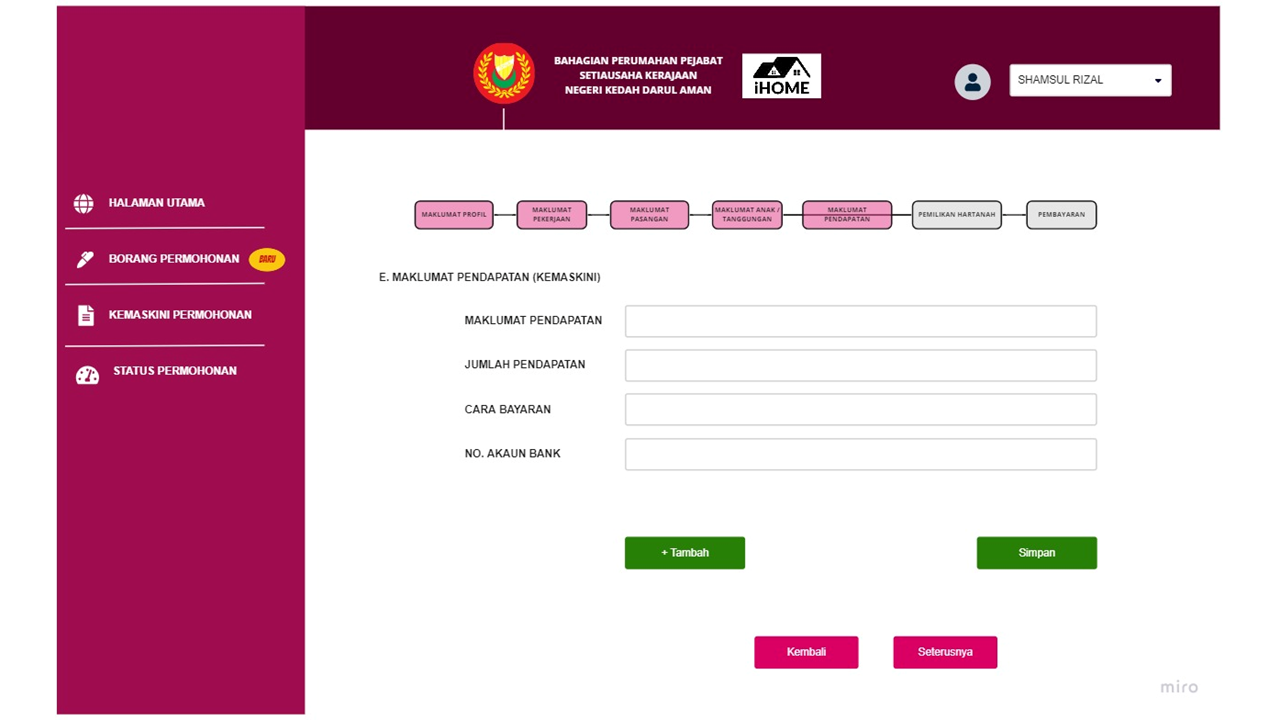 BAHAGIAN PERUMAHAN PEJABAT
SETIAUSAHA KERAJAAN
NEGERI KEDAH DARUL AMAN
iHOME
SHAMSUL RIZAL
HALAMAN UTAMA
BORANG PERMOHONAN
BARU
KEMASKINI PERMOHONAN
STATUS PERMOHONAN
MAKLUMAT PROFIL
MAKLUMAT
PEKERJAAN
MAKLUMAT
PASANGAN
MAKLUMAT ANAK /
TANGGUNGAN
MAKLUMAT
PENDAPATAN
PEMILIKAN HARTANAH
PEMBAYARAN
E. MAKLUMAT PENDAPATAN (KEMASKINI)
MAKLUMAT PENDAPATAN
JUMLAH PENDAPATAN
CARA BAYARAN
NO. AKAUN BANK
+ Tambah
Simpan
Kembali
Seterusnya
miro